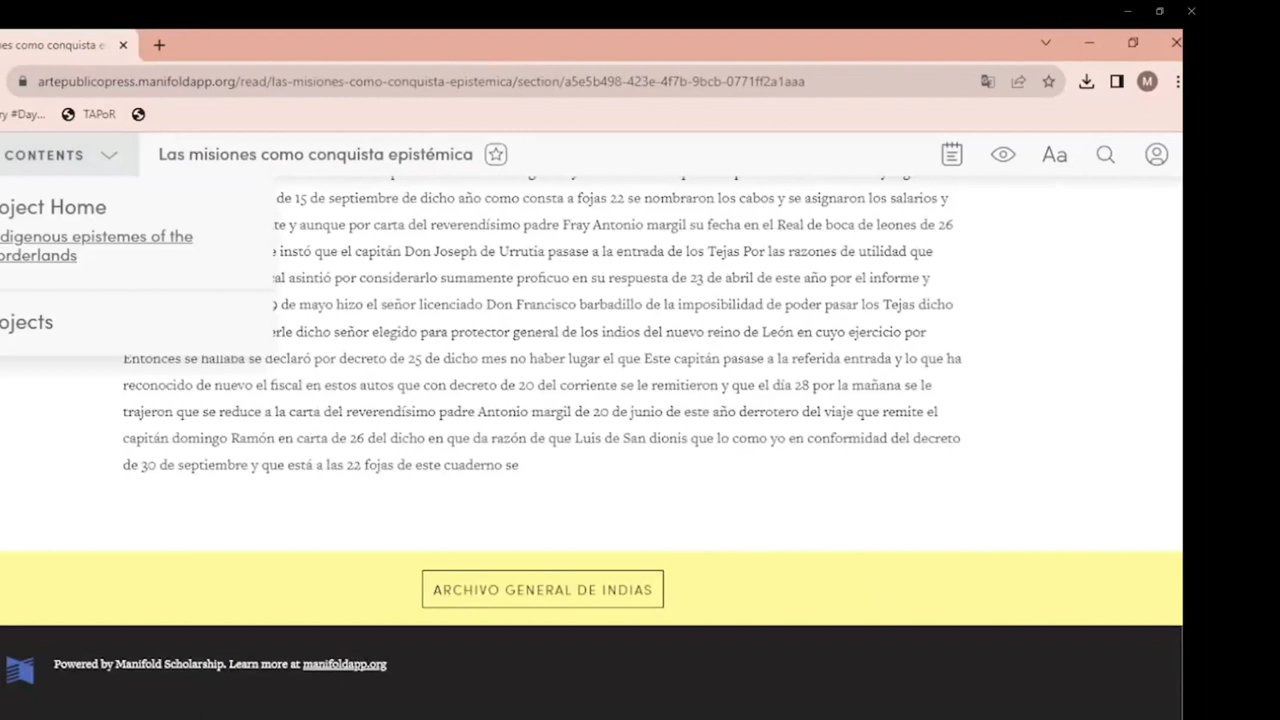 es como conquista e
artepublicopress.manifoldapp.org/read/las-misiones-como-conquista-epistemica/section/a5e5b498-423e-4f7b-9bcb-0771ff2a1aaa
M
ry #Day...
TAPoR
CONTENTS
Las misiones como conquista epistémica
Aa
oject Home
digenous epistemes of the
orderlands
ojects
de 15 de septiembre de dicho año como consta a fojas 22 se nombraron los cabos y se asignaron los salarios y
te y aunque por carta del reverendísimo padre Fray Antonio margil su fecha en el Real de boca de leones de 26
e instó que el capitán Don Joseph de Urrutia pasase a la entrada de los Tejas Por las razones de utilidad que
al asintió por considerarlo sumamente proficuo en su respuesta de 23 de abril de este año por el informe y
9 de mayo hizo el señor licenciado Don Francisco barbadillo de la imposibilidad de poder pasar los Tejas dicho
erle dicho señor elegido para protector general de los indios del nuevo reino de León en cuyo ejercicio por
Entonces se hallaba se declaró por decreto de 25 de dicho mes no haber lugar el que Este capitán pasase a la referida entrada y lo que ha
reconocido de nuevo el fiscal en estos autos que con decreto de 20 del corriente se le remitieron y que el día 28 por la mañana se le
trajeron que se reduce a la carta del reverendísimo padre Antonio margil de 20 de junio de este año derrotero del viaje que remite el
capitán domingo Ramón en carta de 26 del dicho en que da razón de que Luis de San dionis que lo como yo en conformidad del decreto
de 30 de septiembre y que está a las 22 fojas de este cuaderno se
ARCHIVO GENERAL DE INDIAS
Powered by Manifold Scholarship. Learn more at manifoldapp.org